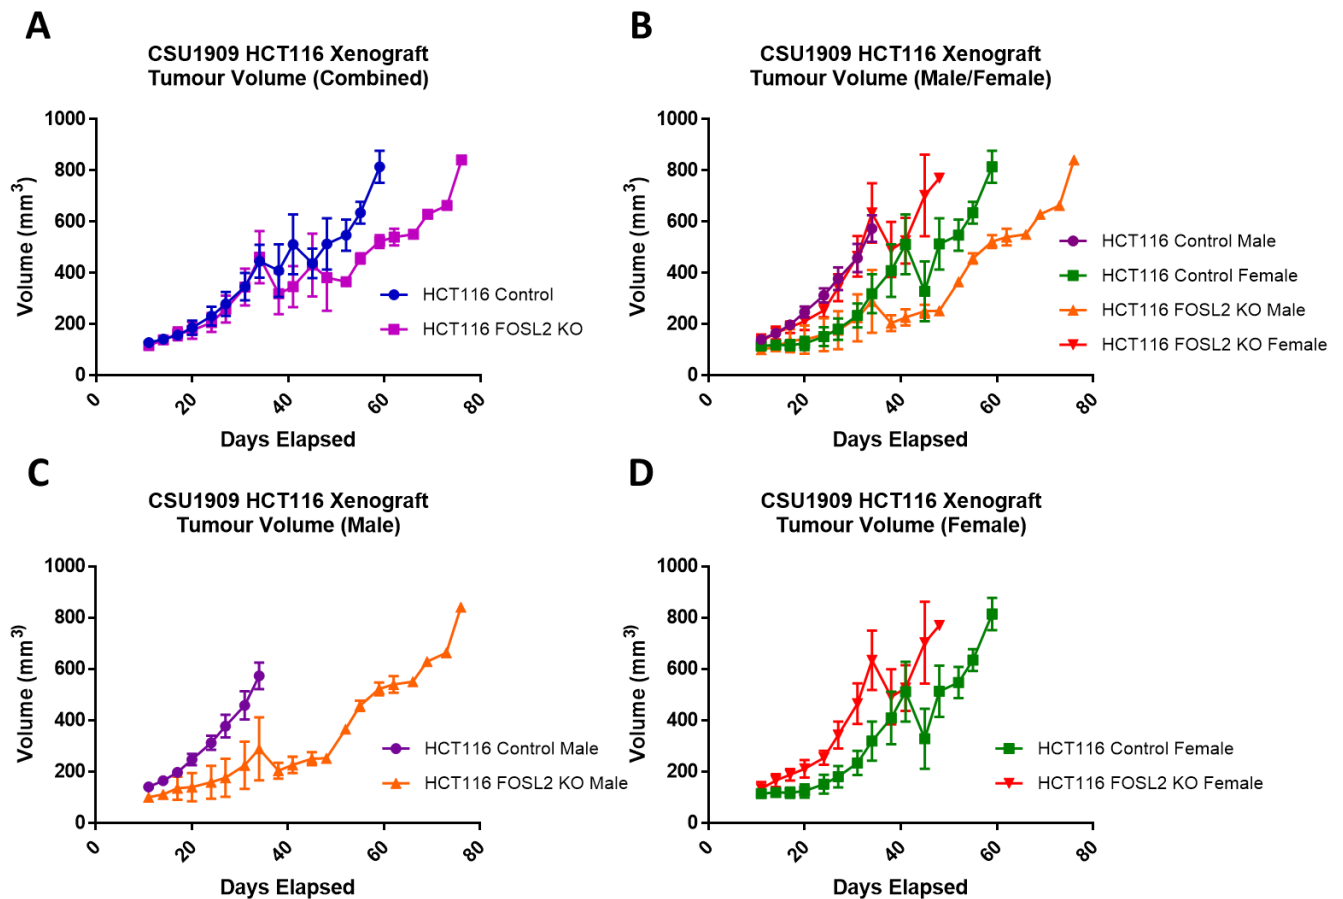 A
CSU1909 HCT116 Xenograft
Tumour Volume (Combined)
Volume (mm³)
1000
800
600
400
200
0
0
20
40
60
80
Days Elapsed
HCT116 Control
HCT116 FOSL2 KO
B
CSU1909 HCT116 Xenograft
Tumour Volume (Male/Female)
Volume (mm³)
1000
800
600
400
200
0
0
20
40
60
80
Days Elapsed
HCT116 Control Male
HCT116 Control Female
HCT116 FOSL2 KO Male
HCT116 FOSL2 KO Female
C
CSU1909 HCT116 Xenograft
Tumour Volume (Male)
Volume (mm³)
1000
800
600
400
200
0
0
20
40
60
80
Days Elapsed
HCT116 Control Male
HCT116 FOSL2 KO Male
D
CSU1909 HCT116 Xenograft
Tumour Volume (Female)
Volume (mm³)
1000
800
600
400
200
0
0
20
40
60
80
Days Elapsed
HCT116 Control Female
HCT116 FOSL2 KO Female